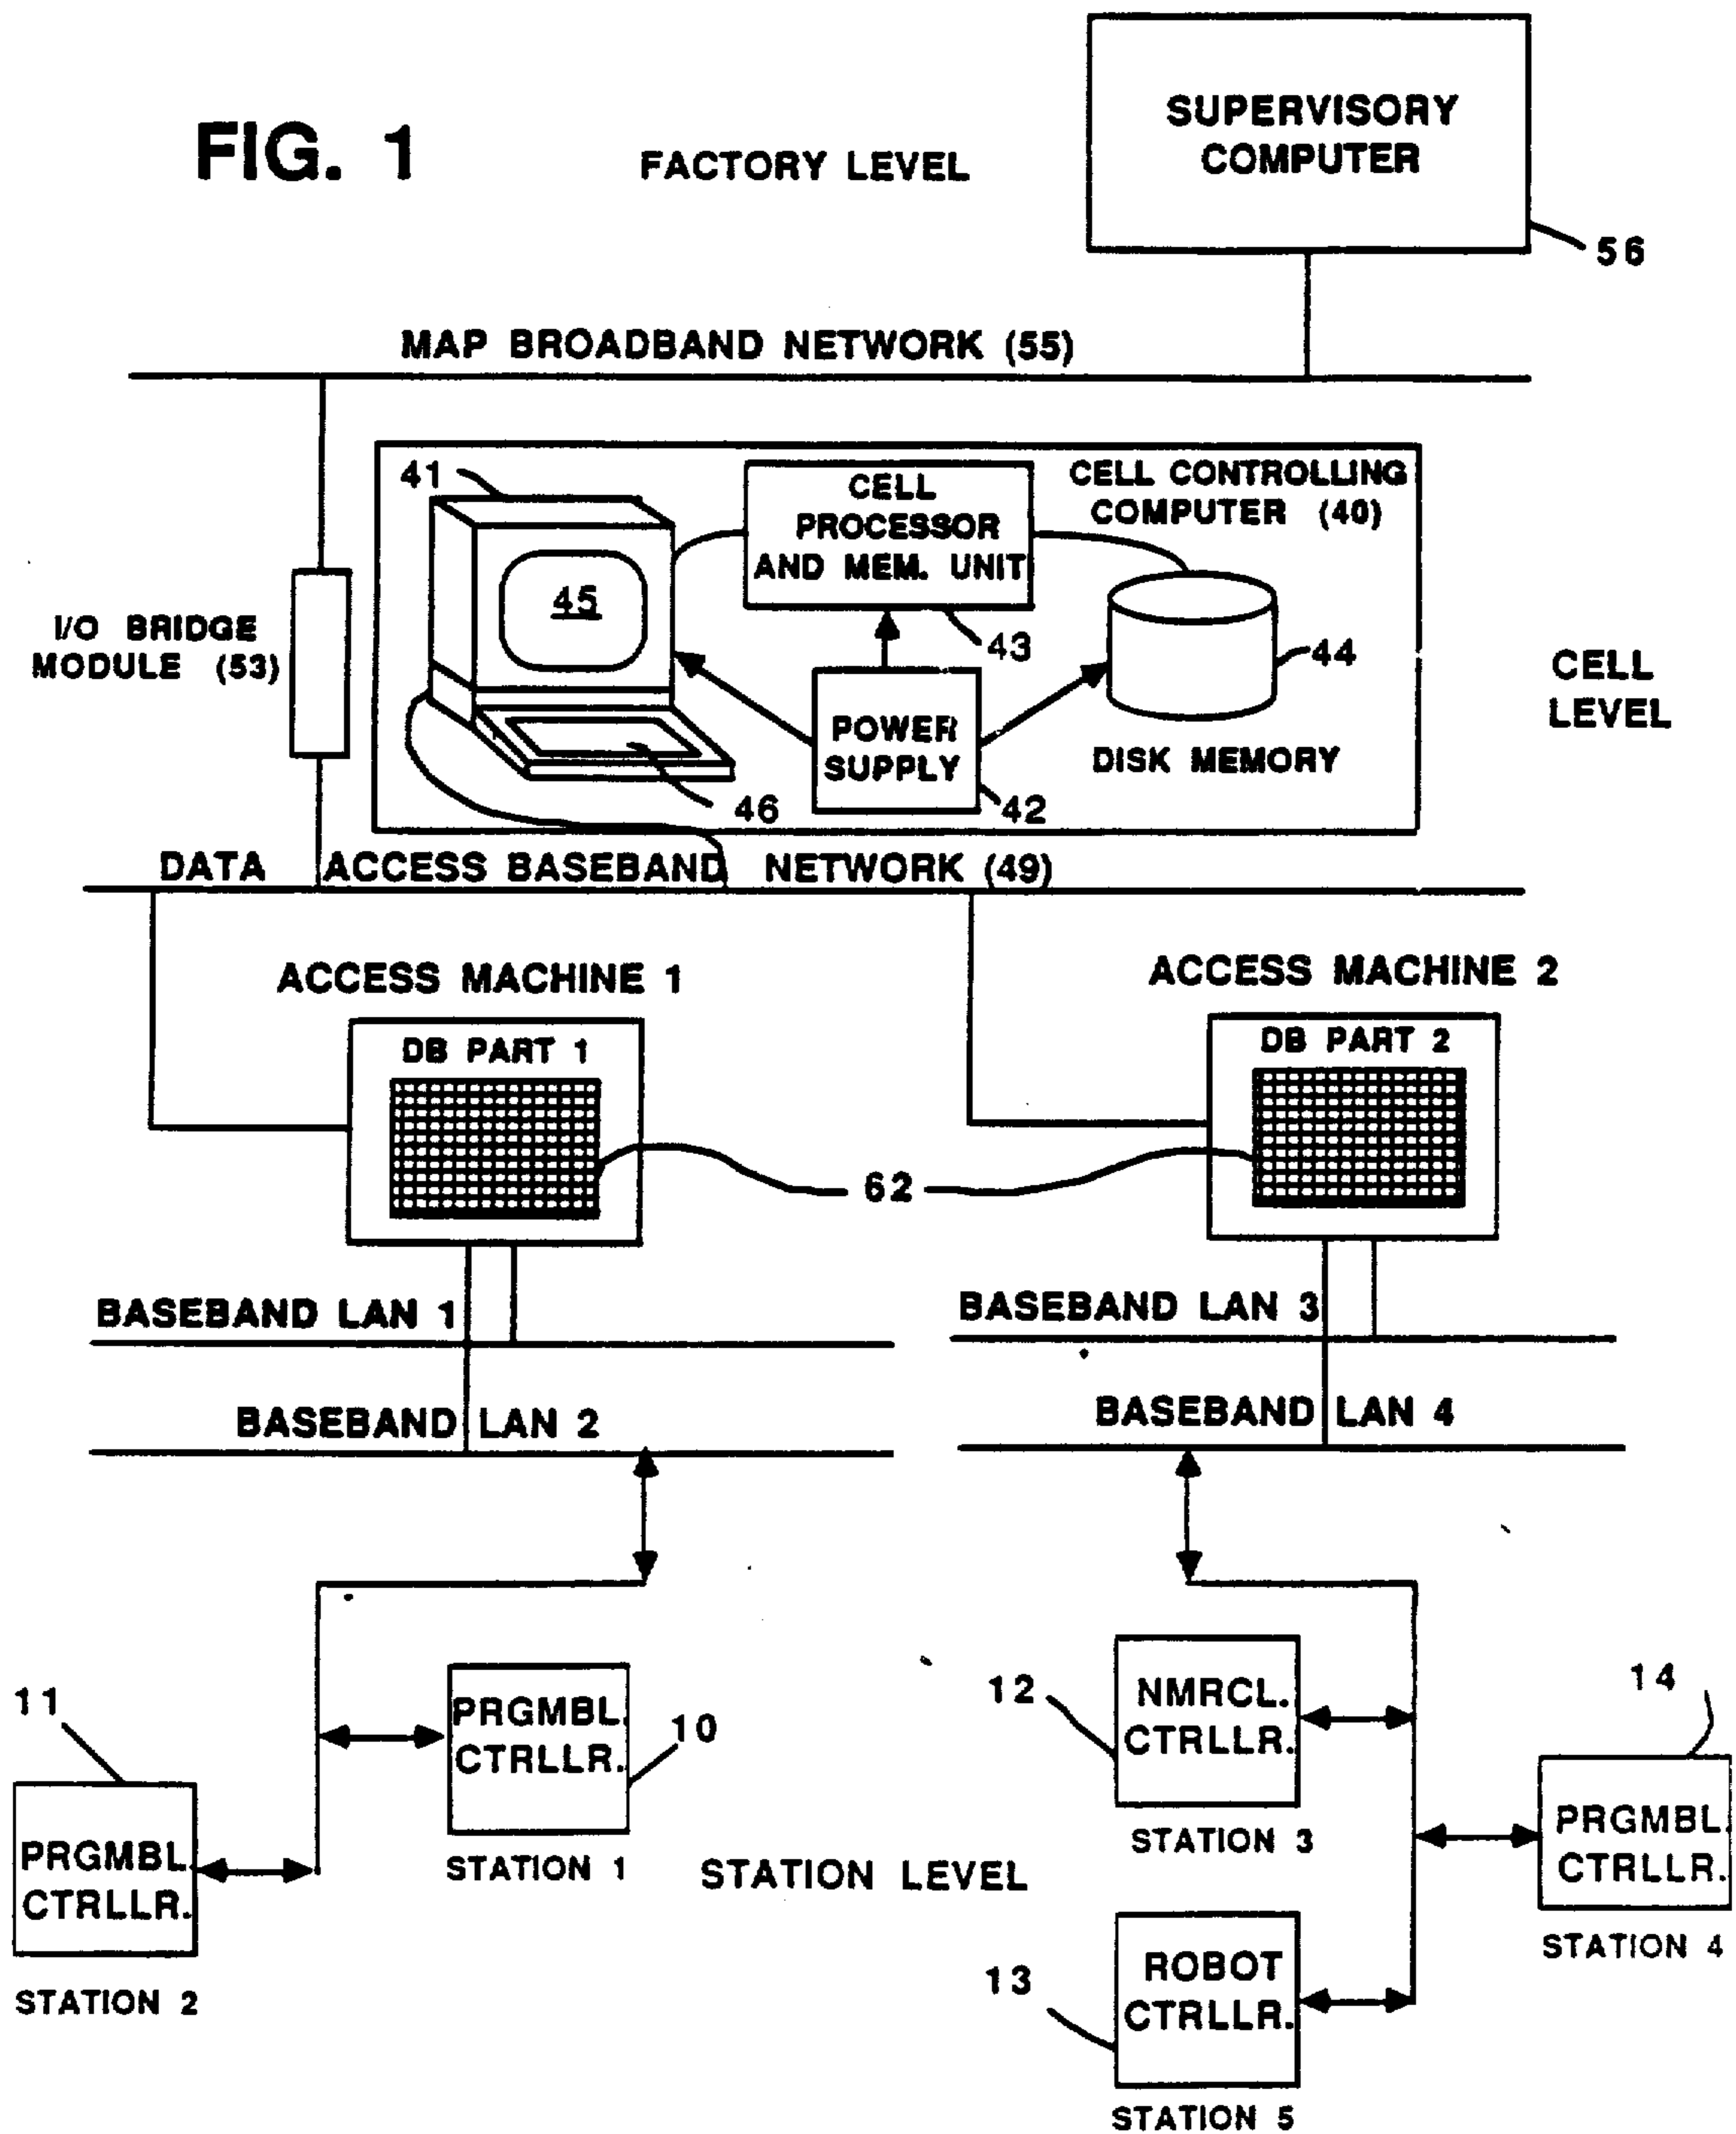 FIG. 1
FACTORY LEVEL
SUPERVISORY
COMPUTER
56
MAP BROADBAND NETWORK (55)
41
CELL
PROCESSOR
AND MEM. UNIT
CELL CONTROLLING
COMPUTER (40)
45
I/O BRIDGE
MODULE (53)
43
44
CELL
LEVEL
POWER
SUPPLY
DISK MEMORY
46
42
DATA ACCESS BASEBAND NETWORK (49)
ACCESS MACHINE 1
ACCESS MACHINE 2
DB PART 1
DB PART 2
62
BASEBAND LAN 1
BASEBAND LAN 3
BASEBAND LAN 2
BASEBAND LAN 4
11
PRGMBL.
CTRLLR.
10
12
NMRCL.
CTRLLR.
14
PRGMBL.
CTRLLR.
STATION 1
STATION LEVEL
STATION 3
PRGMBL.
CTRLLR.
STATION 2
13
ROBOT
CTRLLR.
STATION 4
STATION 5